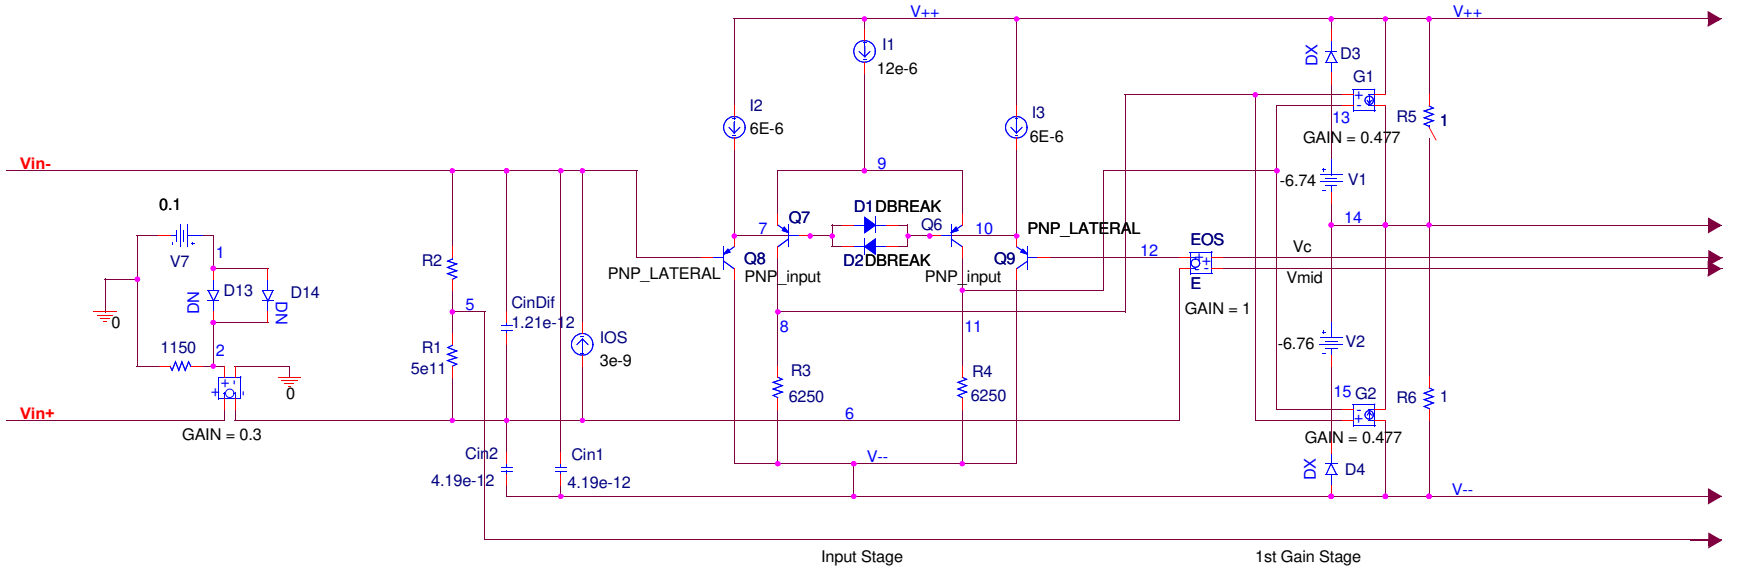 V++
V++
I1
12e-6
DX
D3
G1
I2
6E-6
I3
6E-6
13
R5
1
GAIN = 0.477
Vin-
9
-6.74
V1
0.1
D1
DBREAK
Q7
Q6
7
10
PNP_LATERAL
14
V7
1
EOS
12
Vc
R2
Q8
D2
DBREAK
Q9
PNP_LATERAL
PNP_input
PNP_input
E
Vmid
DN
D13
D14
DN
5
CinDif
1.21e-12
GAIN = 1
0
8
11
1150
2
R1
5e11
IOS
3e-9
-6.76
V2
R3
6250
R4
6250
15
G2
R6
1
0
Vin+
6
GAIN = 0.3
GAIN = 0.477
Cin2
4.19e-12
Cin1
4.19e-12
V--
DX
D4
V--
Input Stage
1st Gain Stage